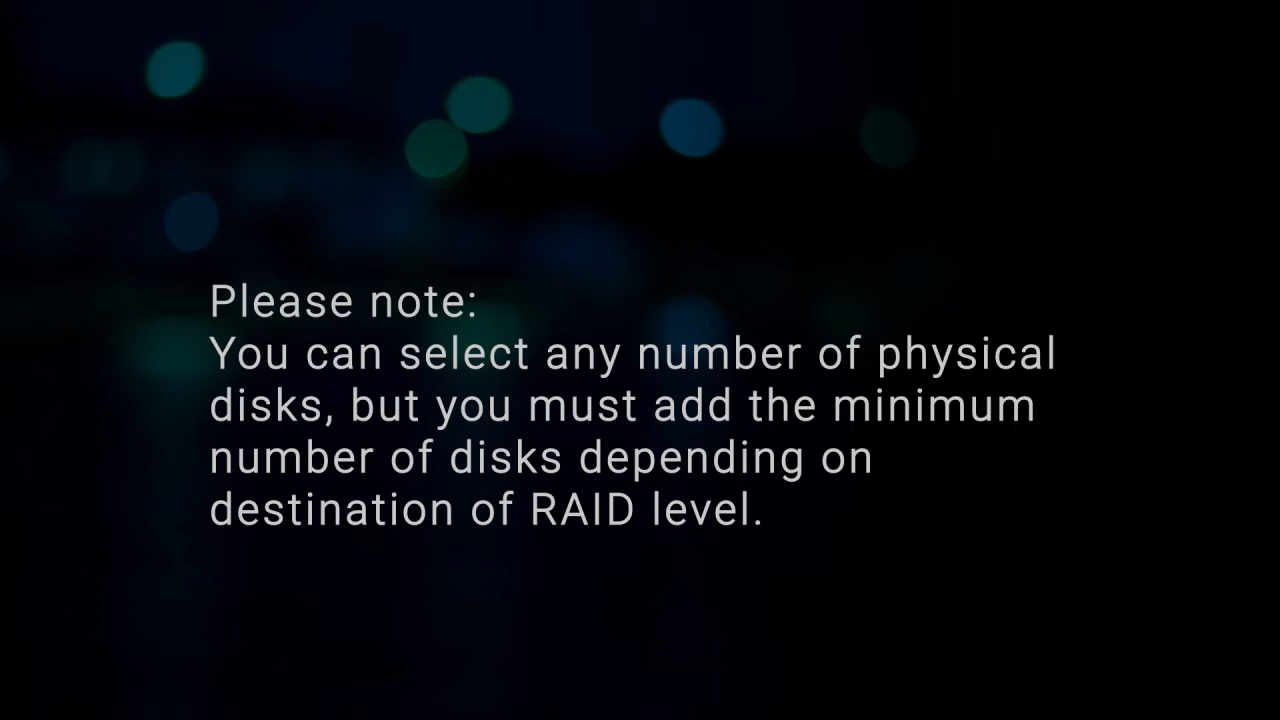 Please note:
You can select any number of physical
disks, but you must add the minimum
number of disks depending on
destination of RAID level.